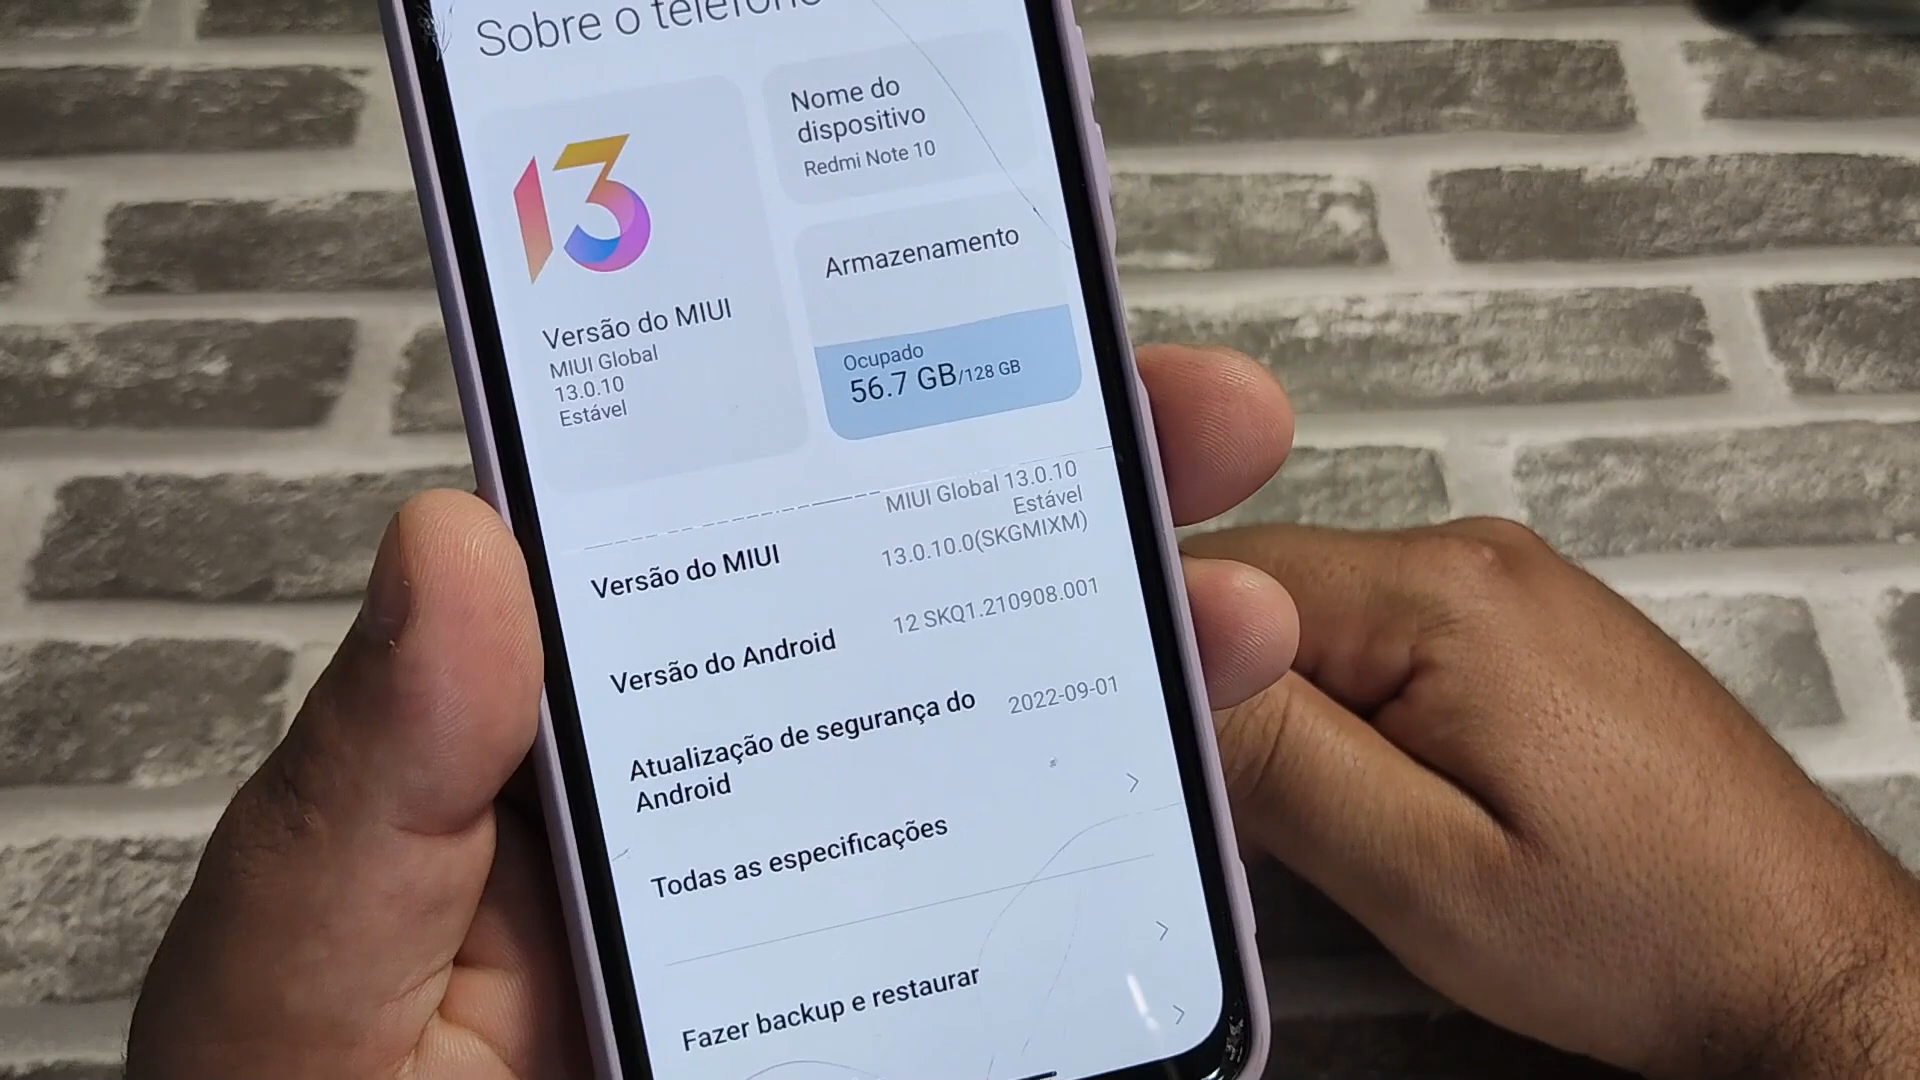 Sobre o telefone
13
Versão do MIUI
MIUI Global
13.0.10
Estável
Nome do
dispositivo
Redmi Note 10
Armazenamento
Ocupado
56.7 GB/128 GB
Versão do MIUI
MIUI Global 13.0.10
Estável
13.0.10.0(SKGMIXM)
Versão do Android
12 SKQ1.210908.001
Atualização de segurança do
Android
2022-09-01
Todas as especificações
Fazer backup e restaurar